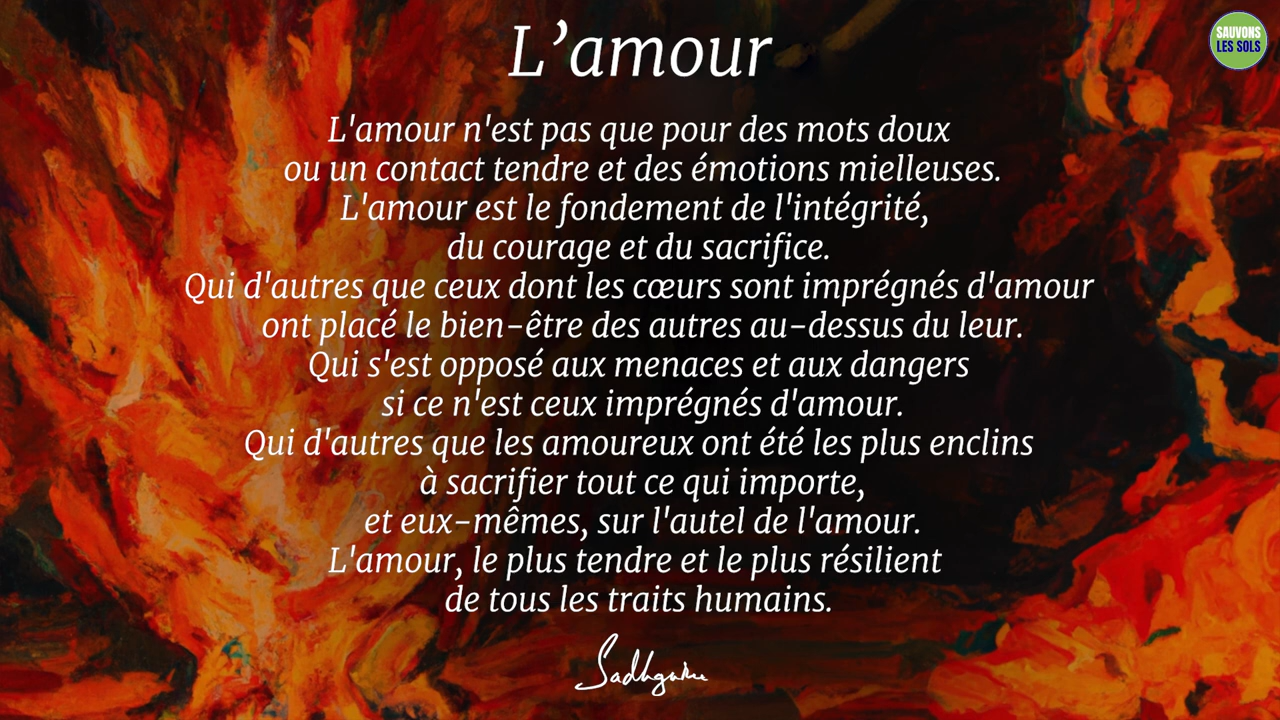 L’amour
SAUVONS
LES SOLS
L'amour n'est pas que pour des mots doux
ou un contact tendre et des émotions mielleuses.
L'amour est le fondement de l'intégrité,
du courage et du sacrifice.
Qui d'autres que ceux dont les cœurs sont imprégnés d'amour
ont placé le bien-être des autres au-dessus du leur.
Qui s'est opposé aux menaces et aux dangers
si ce n'est ceux imprégnés d'amour.
Qui d'autres que les amoureux ont été les plus enclins
à sacrifier tout ce qui importe,
et eux-mêmes, sur l'autel de l'amour.
L'amour, le plus tendre et le plus résilient
de tous les traits humains.
Sadhguru